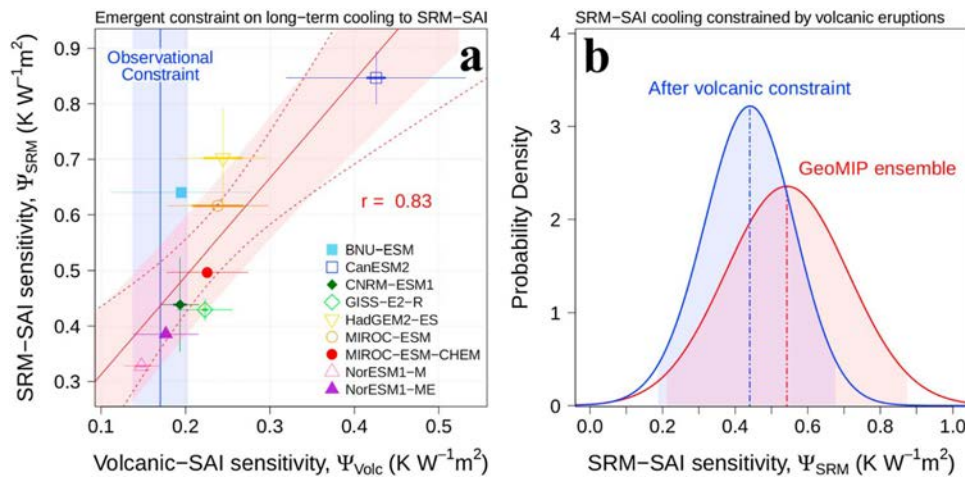 Emergent constraint on long-term cooling to SRM-SAI
a
Observational
Constraint
SRM-SAI sensitivity, ΨSRM (K W⁻¹m²)
0.9
0.8
0.7
0.6
0.5
0.4
0.3
r = 0.83
BNU-ESM
CanESM2
CNRM-ESM1
GISS-E2-R
HadGEM2-ES
MIROC-ESM
MIROC-ESM-CHEM
NorESM1-M
NorESM1-ME
0.1 0.2 0.3 0.4 0.5
Volcanic-SAI sensitivity, ΨVolc (K W⁻¹m²)
SRM-SAI cooling constrained by volcanic eruptions
b
After volcanic constraint
GeoMIP ensemble
Probability Density
4
3
2
1
0
0.0 0.2 0.4 0.6 0.8 1.0
SRM-SAI sensitivity, ΨSRM (K W⁻¹m²)